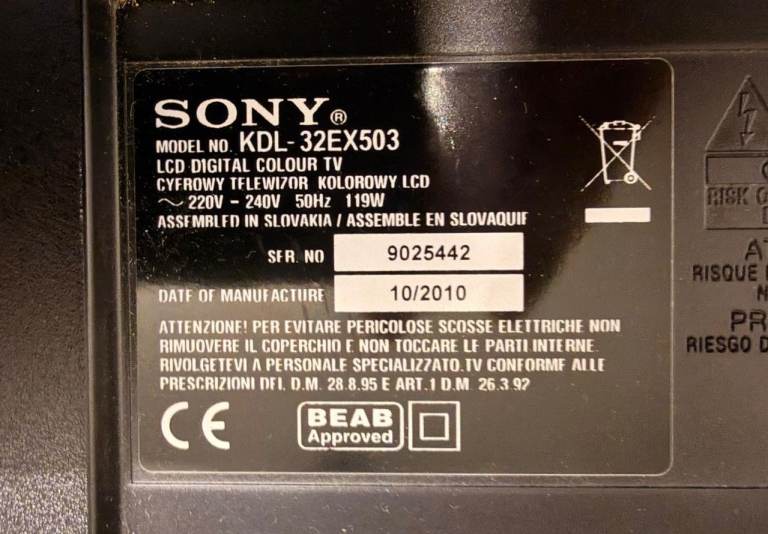 SONY®
MODEL NO. KDL-32EX503
LCD DIGITAL COLOUR TV
CYFROWY TELEWIZOR KOLOROWY LCD
~ 220V - 240V 50Hz 119W
ASSEMBLED IN SLOVAKIA / ASSEMBLE EN SLOVAQUIE
SER. NO 9025442
DATE OF MANUFACTURE 10/2010
ATTENZIONE! PER EVITARE PERICOLOSE SCOSSE ELETTRICHE NON
RIMUOVERE IL COPERCHIO E NON TOCCARE LE PARTI INTERNE.
RIVOLGETEVI A PERSONALE SPECIALIZZATO.TV CONFORME ALLE
PRESCRIZIONI DEL D.M. 28.8.95 E ART.1 D.M. 26.3.92
CE
BEAB
Approved
RISK O
RISQUE
PR
RIESGO D